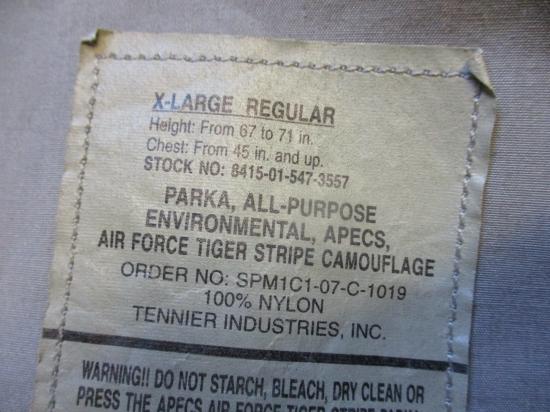 X-LARGE REGULAR
Height: From 67 to 71 in.
Chest: From 45 in. and up.
STOCK NO: 8415-01-547-3557
PARKA, ALL-PURPOSE
ENVIRONMENTAL, APECS,
AIR FORCE TIGER STRIPE CAMOUFLAGE
ORDER NO: SPM1C1-07-C-1019
100% NYLON
TENNIER INDUSTRIES, INC.
WARNING!! DO NOT STARCH, BLEACH, DRY CLEAN OR
PRESS THE APECS AIR FORCE TIGER STRIPE